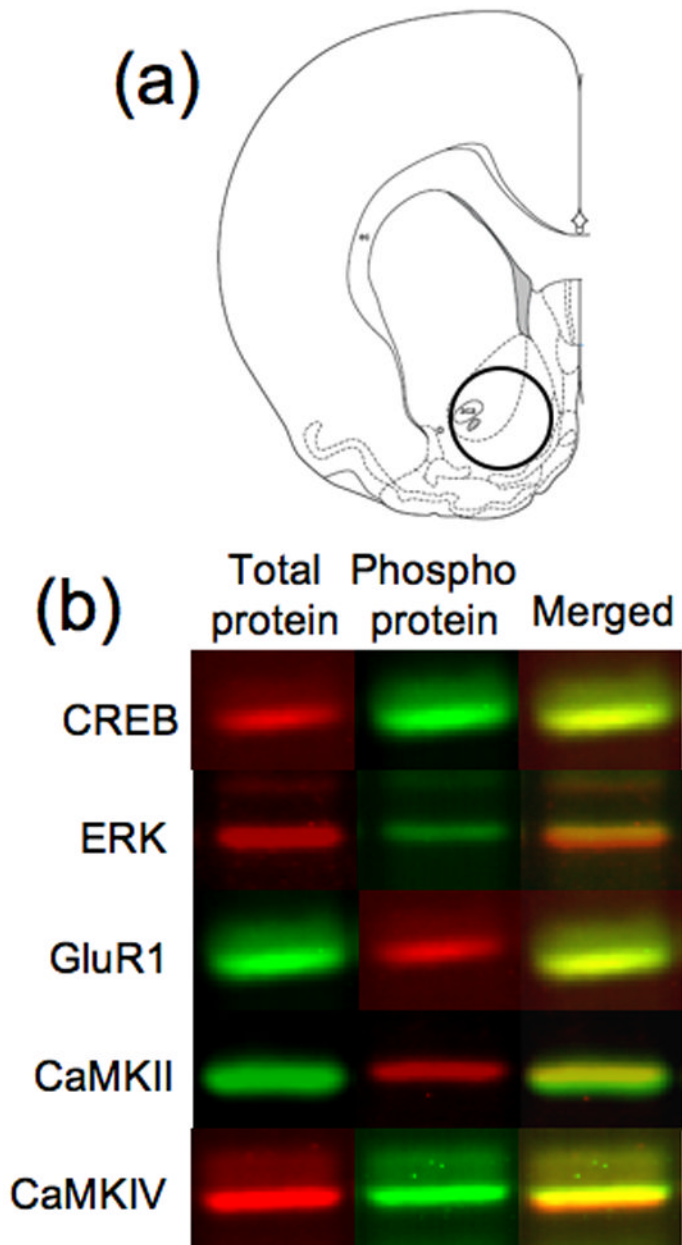 (a)
(b)
Total Phospho
protein protein Merged
CREB
ERK
GluR1
CaMKII
CaMKIV